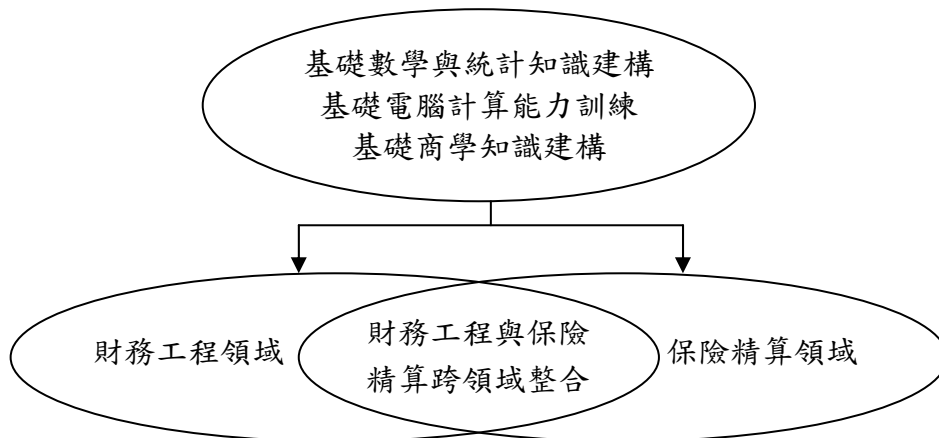 基礎數學與統計知識建構
基礎電腦計算能力訓練
基礎商學知識建構
財務工程領域
財務工程與保險
精算跨領域整合
保險精算領域